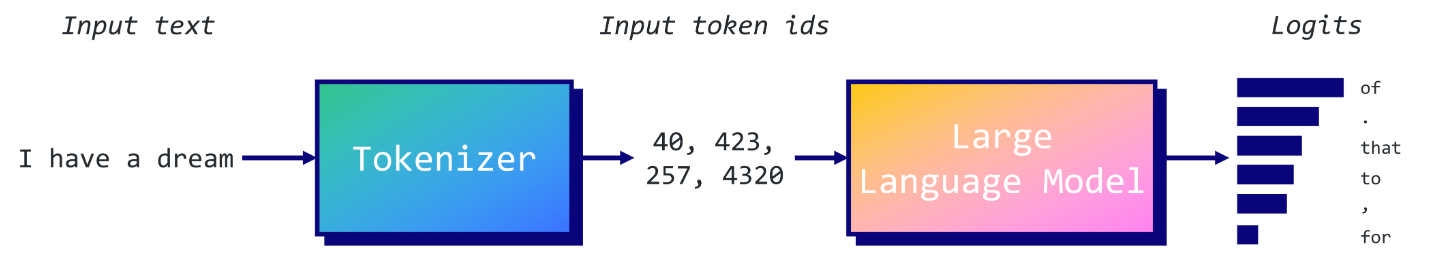 Input text
Input token ids
Logits
I have a dream
Tokenizer
40, 423,
257, 4320
Large
Language Model
of
.
that
to
,
for